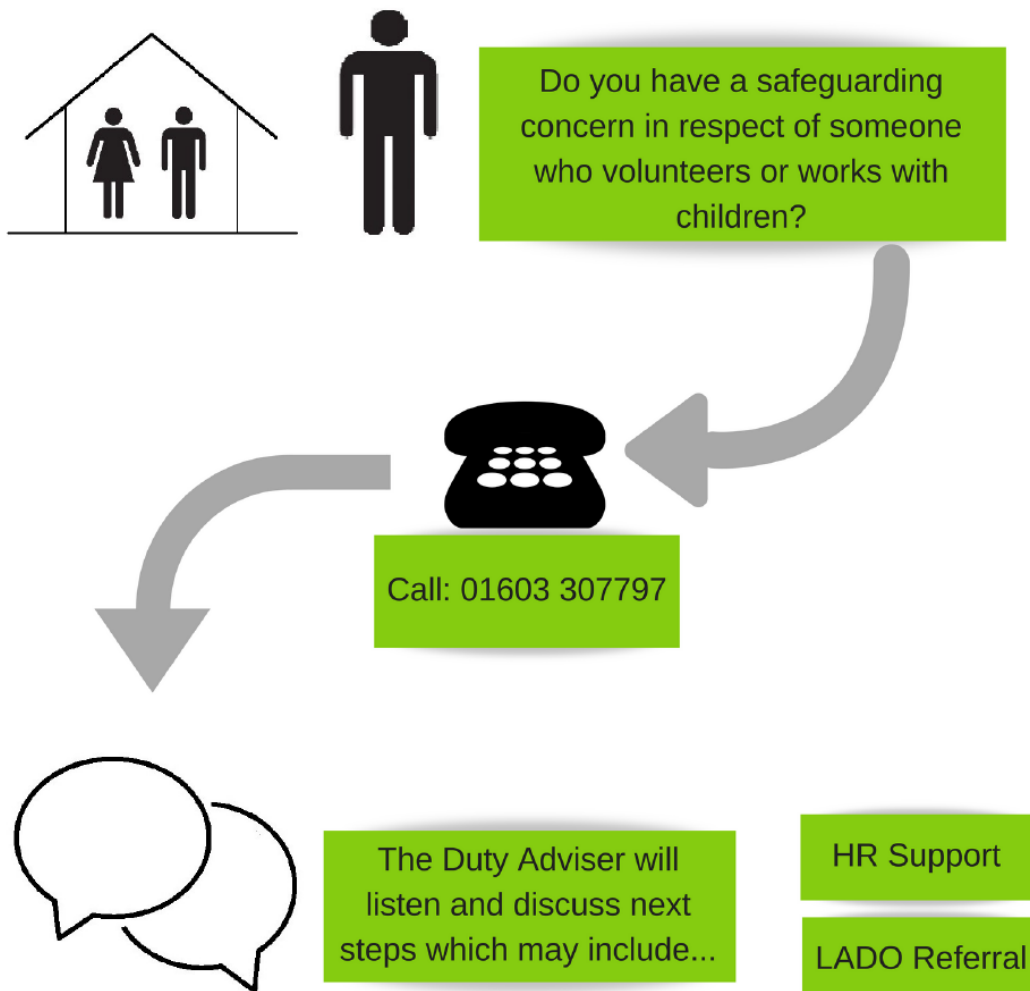 Do you have a safeguarding
concern in respect of someone
who volunteers or works with
children?
Call: 01603 307797
The Duty Adviser will
listen and discuss next
steps which may include...
HR Support
LADO Referral